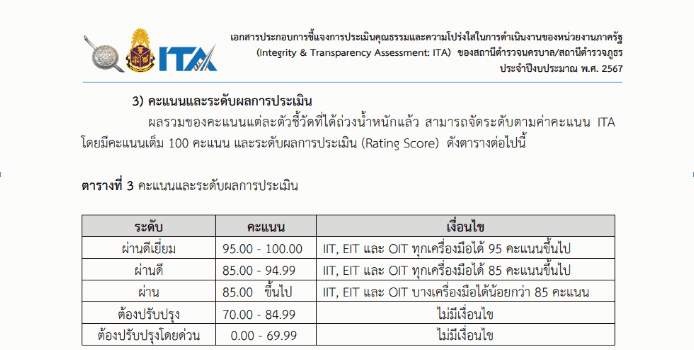 ITA
เอกสารประกอบการชี้แจงการประเมินคุณธรรมและความโปร่งใสในการดำเนินงานของหน่วยงานภาครัฐ
(Integrity & Transparency Assessment: ITA) ของสถานีตำรวจนครบาล/สถานีตำรวจภูธร
ประจำปีงบประมาณ พ.ศ. 2567
3) คะแนนและระดับผลการประเมิน
ผลรวมของคะแนนแต่ละตัวชี้วัดที่ได้ถ่วงน้ำหนักแล้ว สามารถจัดระดับตามค่าคะแนน ITA
โดยมีคะแนนเต็ม 100 คะแนน และระดับผลการประเมิน (Rating Score) ดังตารางต่อไปนี้
ตารางที่ 3 คะแนนและระดับผลการประเมิน
ระดับ คะแนน เงื่อนไข
ผ่านดีเยี่ยม 95.00 - 100.00 IIT, EIT และ OIT ทุกเครื่องมือได้ 95 คะแนนขึ้นไป
ผ่านดี 85.00 - 94.99 IIT, EIT และ OIT ทุกเครื่องมือได้ 85 คะแนนขึ้นไป
ผ่าน 85.00 ขึ้นไป IIT, EIT และ OIT บางเครื่องมือได้น้อยกว่า 85 คะแนน
ต้องปรับปรุง 70.00 - 84.99 ไม่มีเงื่อนไข
ต้องปรับปรุงโดยด่วน 0.00 - 69.99 ไม่มีเงื่อนไข